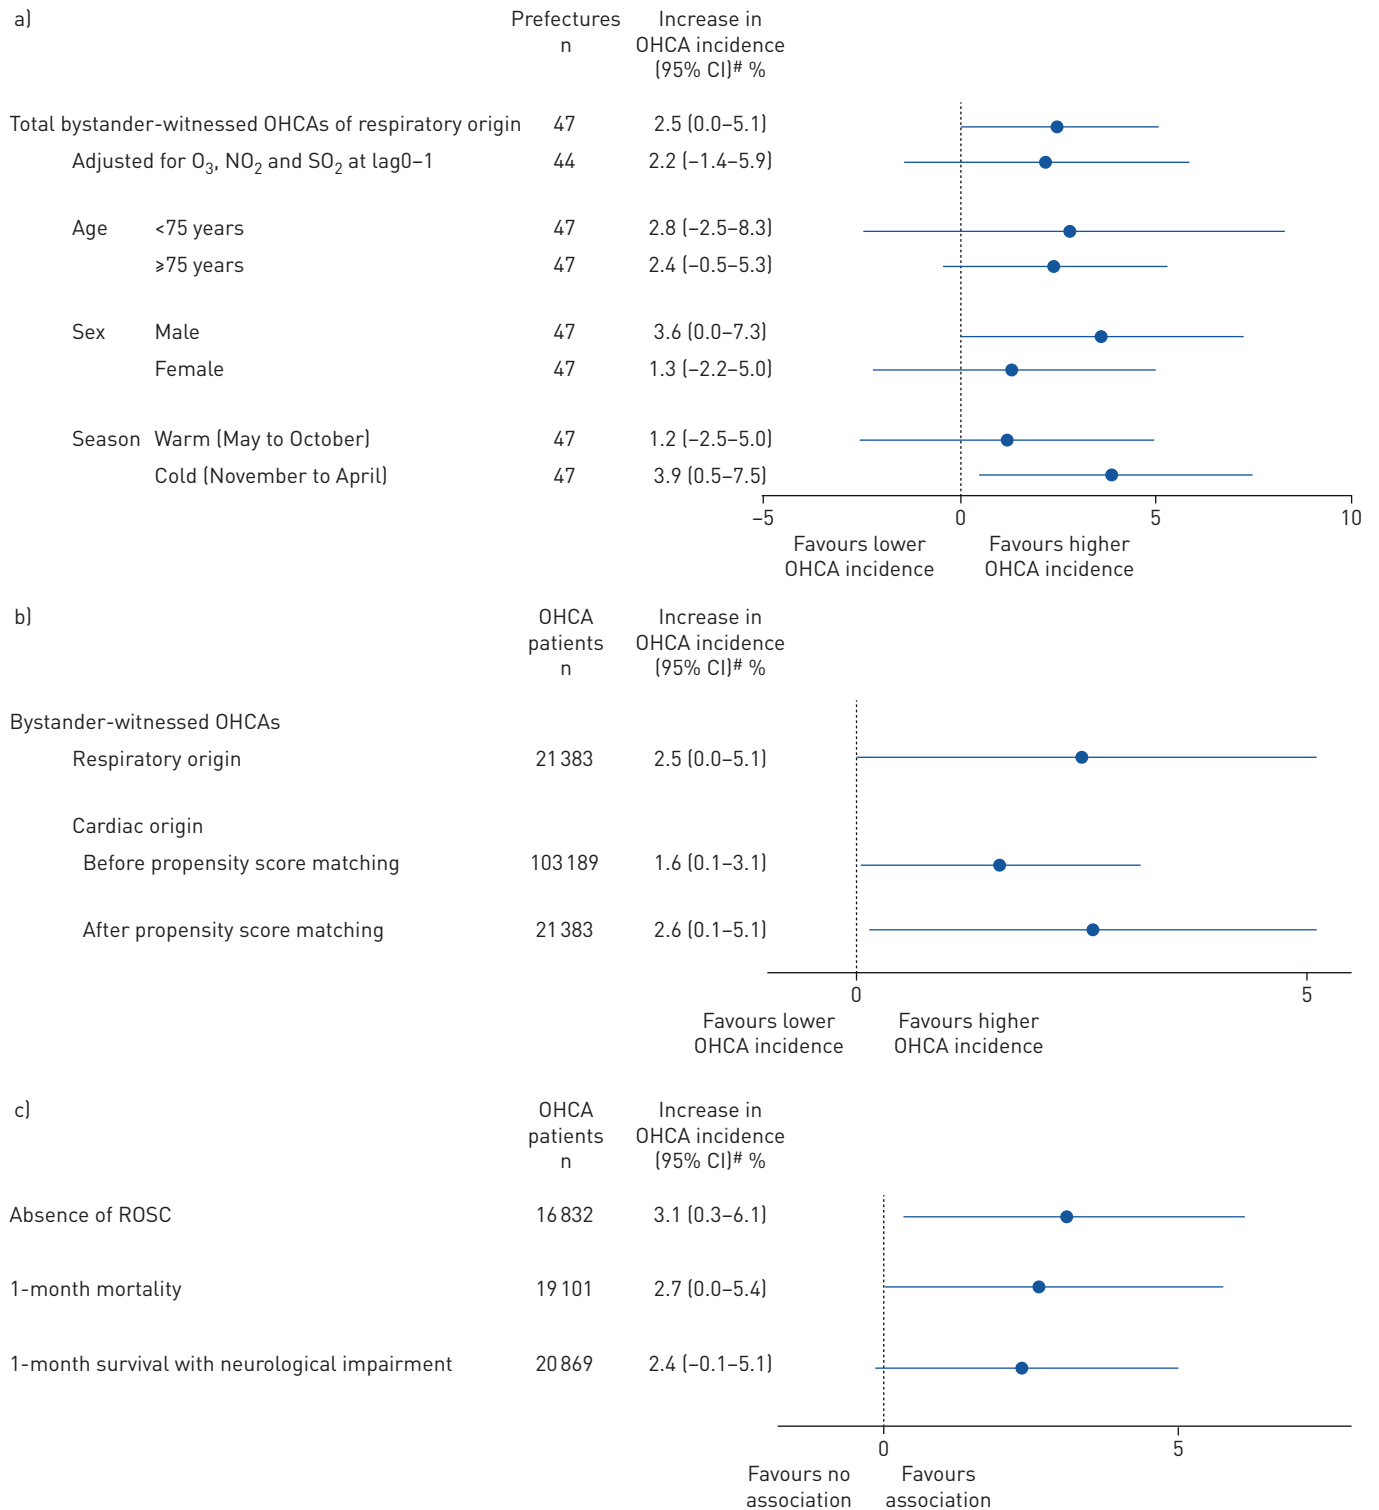 a)
Prefectures Increase in
n OHCA incidence
(95% CI)# %
Total bystander-witnessed OHCAs of respiratory origin 47 2.5 (0.0–5.1)
Adjusted for O3, NO2 and SO2 at lag0–1 44 2.2 (–1.4–5.9)
Age <75 years 47 2.8 (–2.5–8.3)
≥75 years 47 2.4 (–0.5–5.3)
Sex Male 47 3.6 (0.0–7.3)
Female 47 1.3 (–2.2–5.0)
Season Warm (May to October) 47 1.2 (–2.5–5.0)
Cold (November to April) 47 3.9 (0.5–7.5)
–5 0 5 10
Favours lower Favours higher
OHCA incidence OHCA incidence
b)
OHCA Increase in
patients OHCA incidence
n (95% CI)# %
Bystander-witnessed OHCAs
Respiratory origin 21 383 2.5 (0.0–5.1)
Cardiac origin
Before propensity score matching 103 189 1.6 (0.1–3.1)
After propensity score matching 21 383 2.6 (0.1–5.1)
0 5
Favours lower Favours higher
OHCA incidence OHCA incidence
c)
OHCA Increase in
patients OHCA incidence
n (95% CI)# %
Absence of ROSC 16 832 3.1 (0.3–6.1)
1-month mortality 19 101 2.7 (0.0–5.4)
1-month survival with neurological impairment 20 869 2.4 (–0.1–5.1)
0 5
Favours no Favours
association association